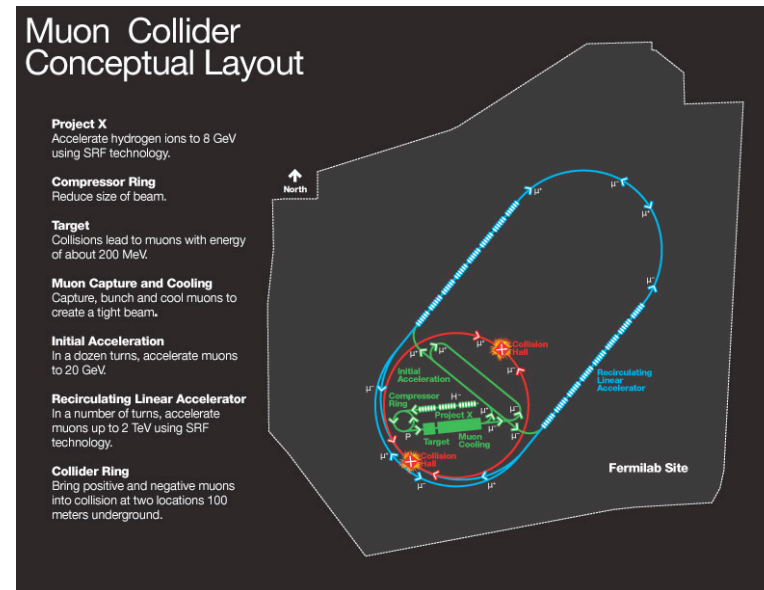 Muon Collider
Conceptual Layout
Project X
Accelerate hydrogen ions to 8 GeV
using SRF technology.
Compressor Ring
Reduce size of beam.
Target
Collisions lead to muons with energy
of about 200 MeV.
Muon Capture and Cooling
Capture, bunch and cool muons to
create a tight beam.
Initial Acceleration
In a dozen turns, accelerate muons
to 20 GeV.
Recirculating Linear Accelerator
In a number of turns, accelerate
muons up to 2 TeV using SRF
technology.
Collider Ring
Bring positive and negative muons
into collision at two locations 100
meters underground.
North
μ⁺
μ⁻
μ⁺
μ⁻
Collision
Hall
Initial
Acceleration
Recirculating
Linear
Accelerator
Compressor
Ring
H⁻
Project X
P
Target
Muon
Cooling
Collision
Hall
μ⁻
μ⁺
Fermilab Site